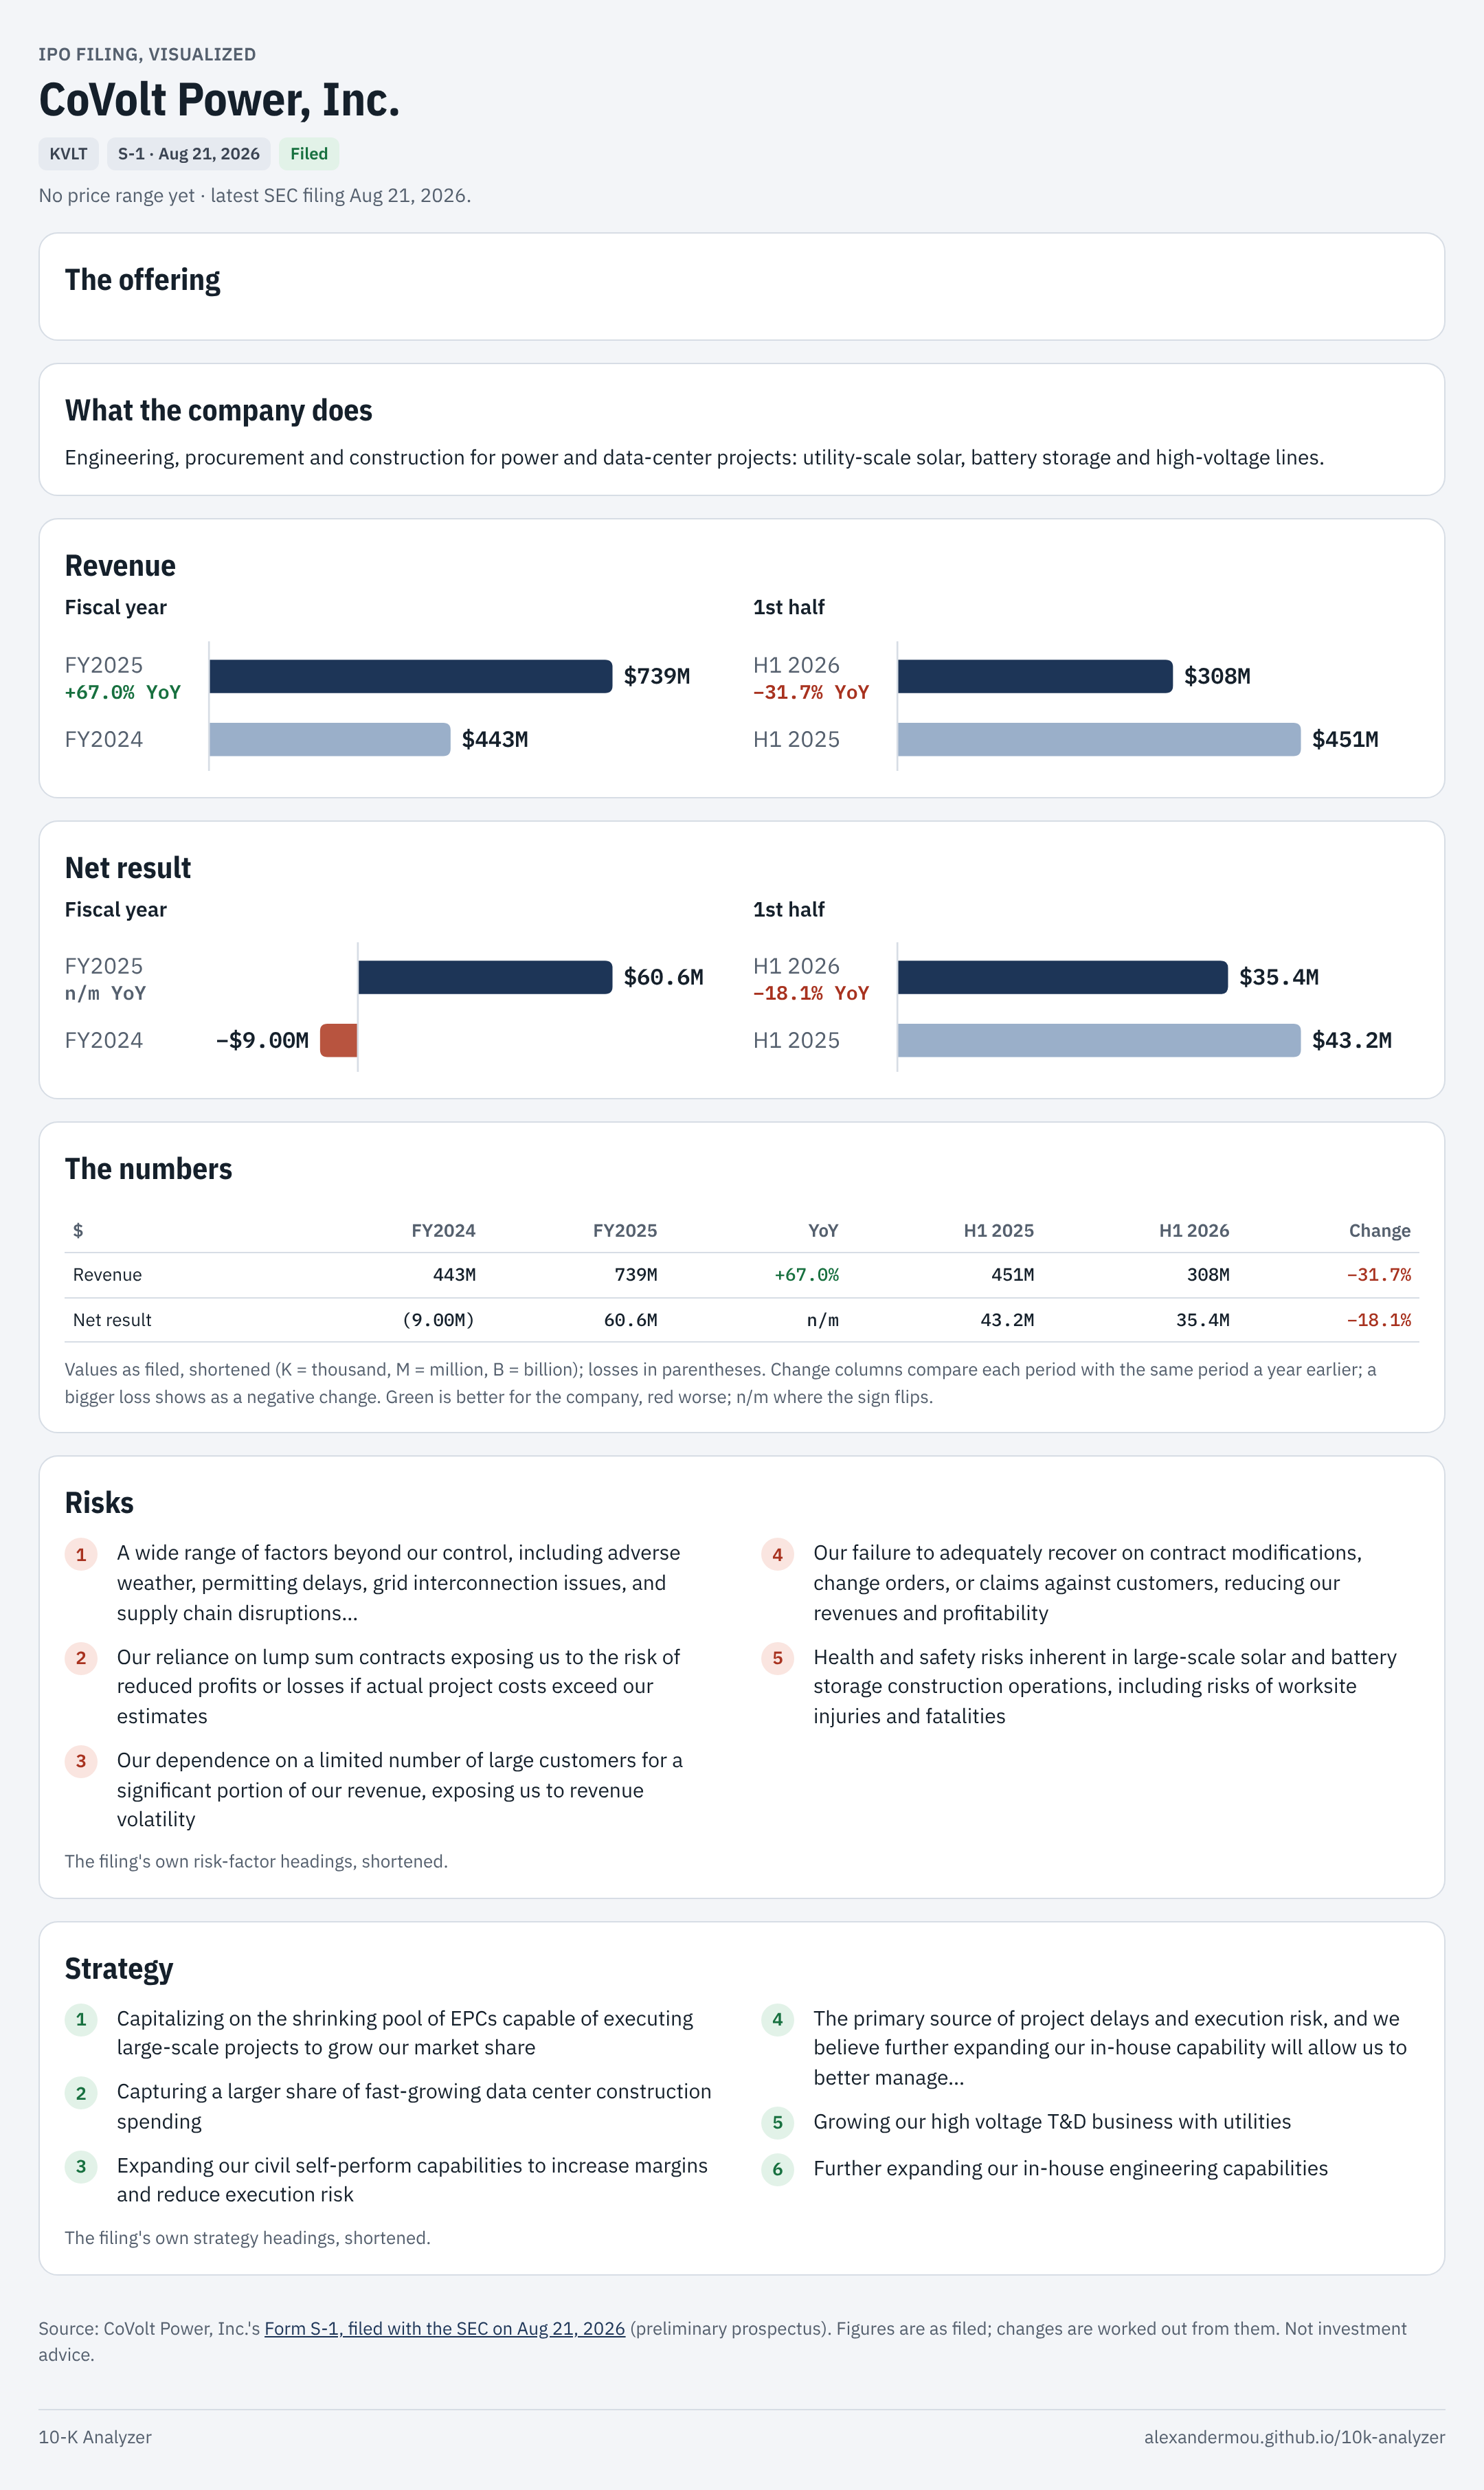 IPO FILING, VISUALIZED
CoVolt Power, Inc.
KVLT
S-1 · Aug 21, 2026
Filed
No price range yet · latest SEC filing Aug 21, 2026.
The offering
What the company does
Engineering, procurement and construction for power and data-center projects: utility-scale solar, battery storage and high-voltage lines.
Revenue
Fiscal year
FY2025
+67.0% YoY
$739M
FY2024
$443M
1st half
H1 2026
−31.7% YoY
$308M
H1 2025
$451M
Net result
Fiscal year
FY2025
n/m YoY
$60.6M
FY2024
−$9.00M
1st half
H1 2026
−18.1% YoY
$35.4M
H1 2025
$43.2M
The numbers
$ FY2024 FY2025 YoY H1 2025 H1 2026 Change
Revenue 443M 739M +67.0% 451M 308M −31.7%
Net result (9.00M) 60.6M n/m 43.2M 35.4M −18.1%
Values as filed, shortened (K = thousand, M = million, B = billion); losses in parentheses. Change columns compare each period with the same period a year earlier; a
bigger loss shows as a negative change. Green is better for the company, red worse; n/m where the sign flips.
Risks
1 A wide range of factors beyond our control, including adverse
weather, permitting delays, grid interconnection issues, and
supply chain disruptions…
2 Our reliance on lump sum contracts exposing us to the risk of
reduced profits or losses if actual project costs exceed our
estimates
3 Our dependence on a limited number of large customers for a
significant portion of our revenue, exposing us to revenue
volatility
4 Our failure to adequately recover on contract modifications,
change orders, or claims against customers, reducing our
revenues and profitability
5 Health and safety risks inherent in large-scale solar and battery
storage construction operations, including risks of worksite
injuries and fatalities
The filing's own risk-factor headings, shortened.
Strategy
1 Capitalizing on the shrinking pool of EPCs capable of executing
large-scale projects to grow our market share
2 Capturing a larger share of fast-growing data center construction
spending
3 Expanding our civil self-perform capabilities to increase margins
and reduce execution risk
4 The primary source of project delays and execution risk, and we
believe further expanding our in-house capability will allow us to
better manage…
5 Growing our high voltage T&D business with utilities
6 Further expanding our in-house engineering capabilities
The filing's own strategy headings, shortened.
Source: CoVolt Power, Inc.'s Form S-1, filed with the SEC on Aug 21, 2026 (preliminary prospectus). Figures are as filed; changes are worked out from them. Not investment
advice.
10-K Analyzer
alexandermou.github.io/10k-analyzer